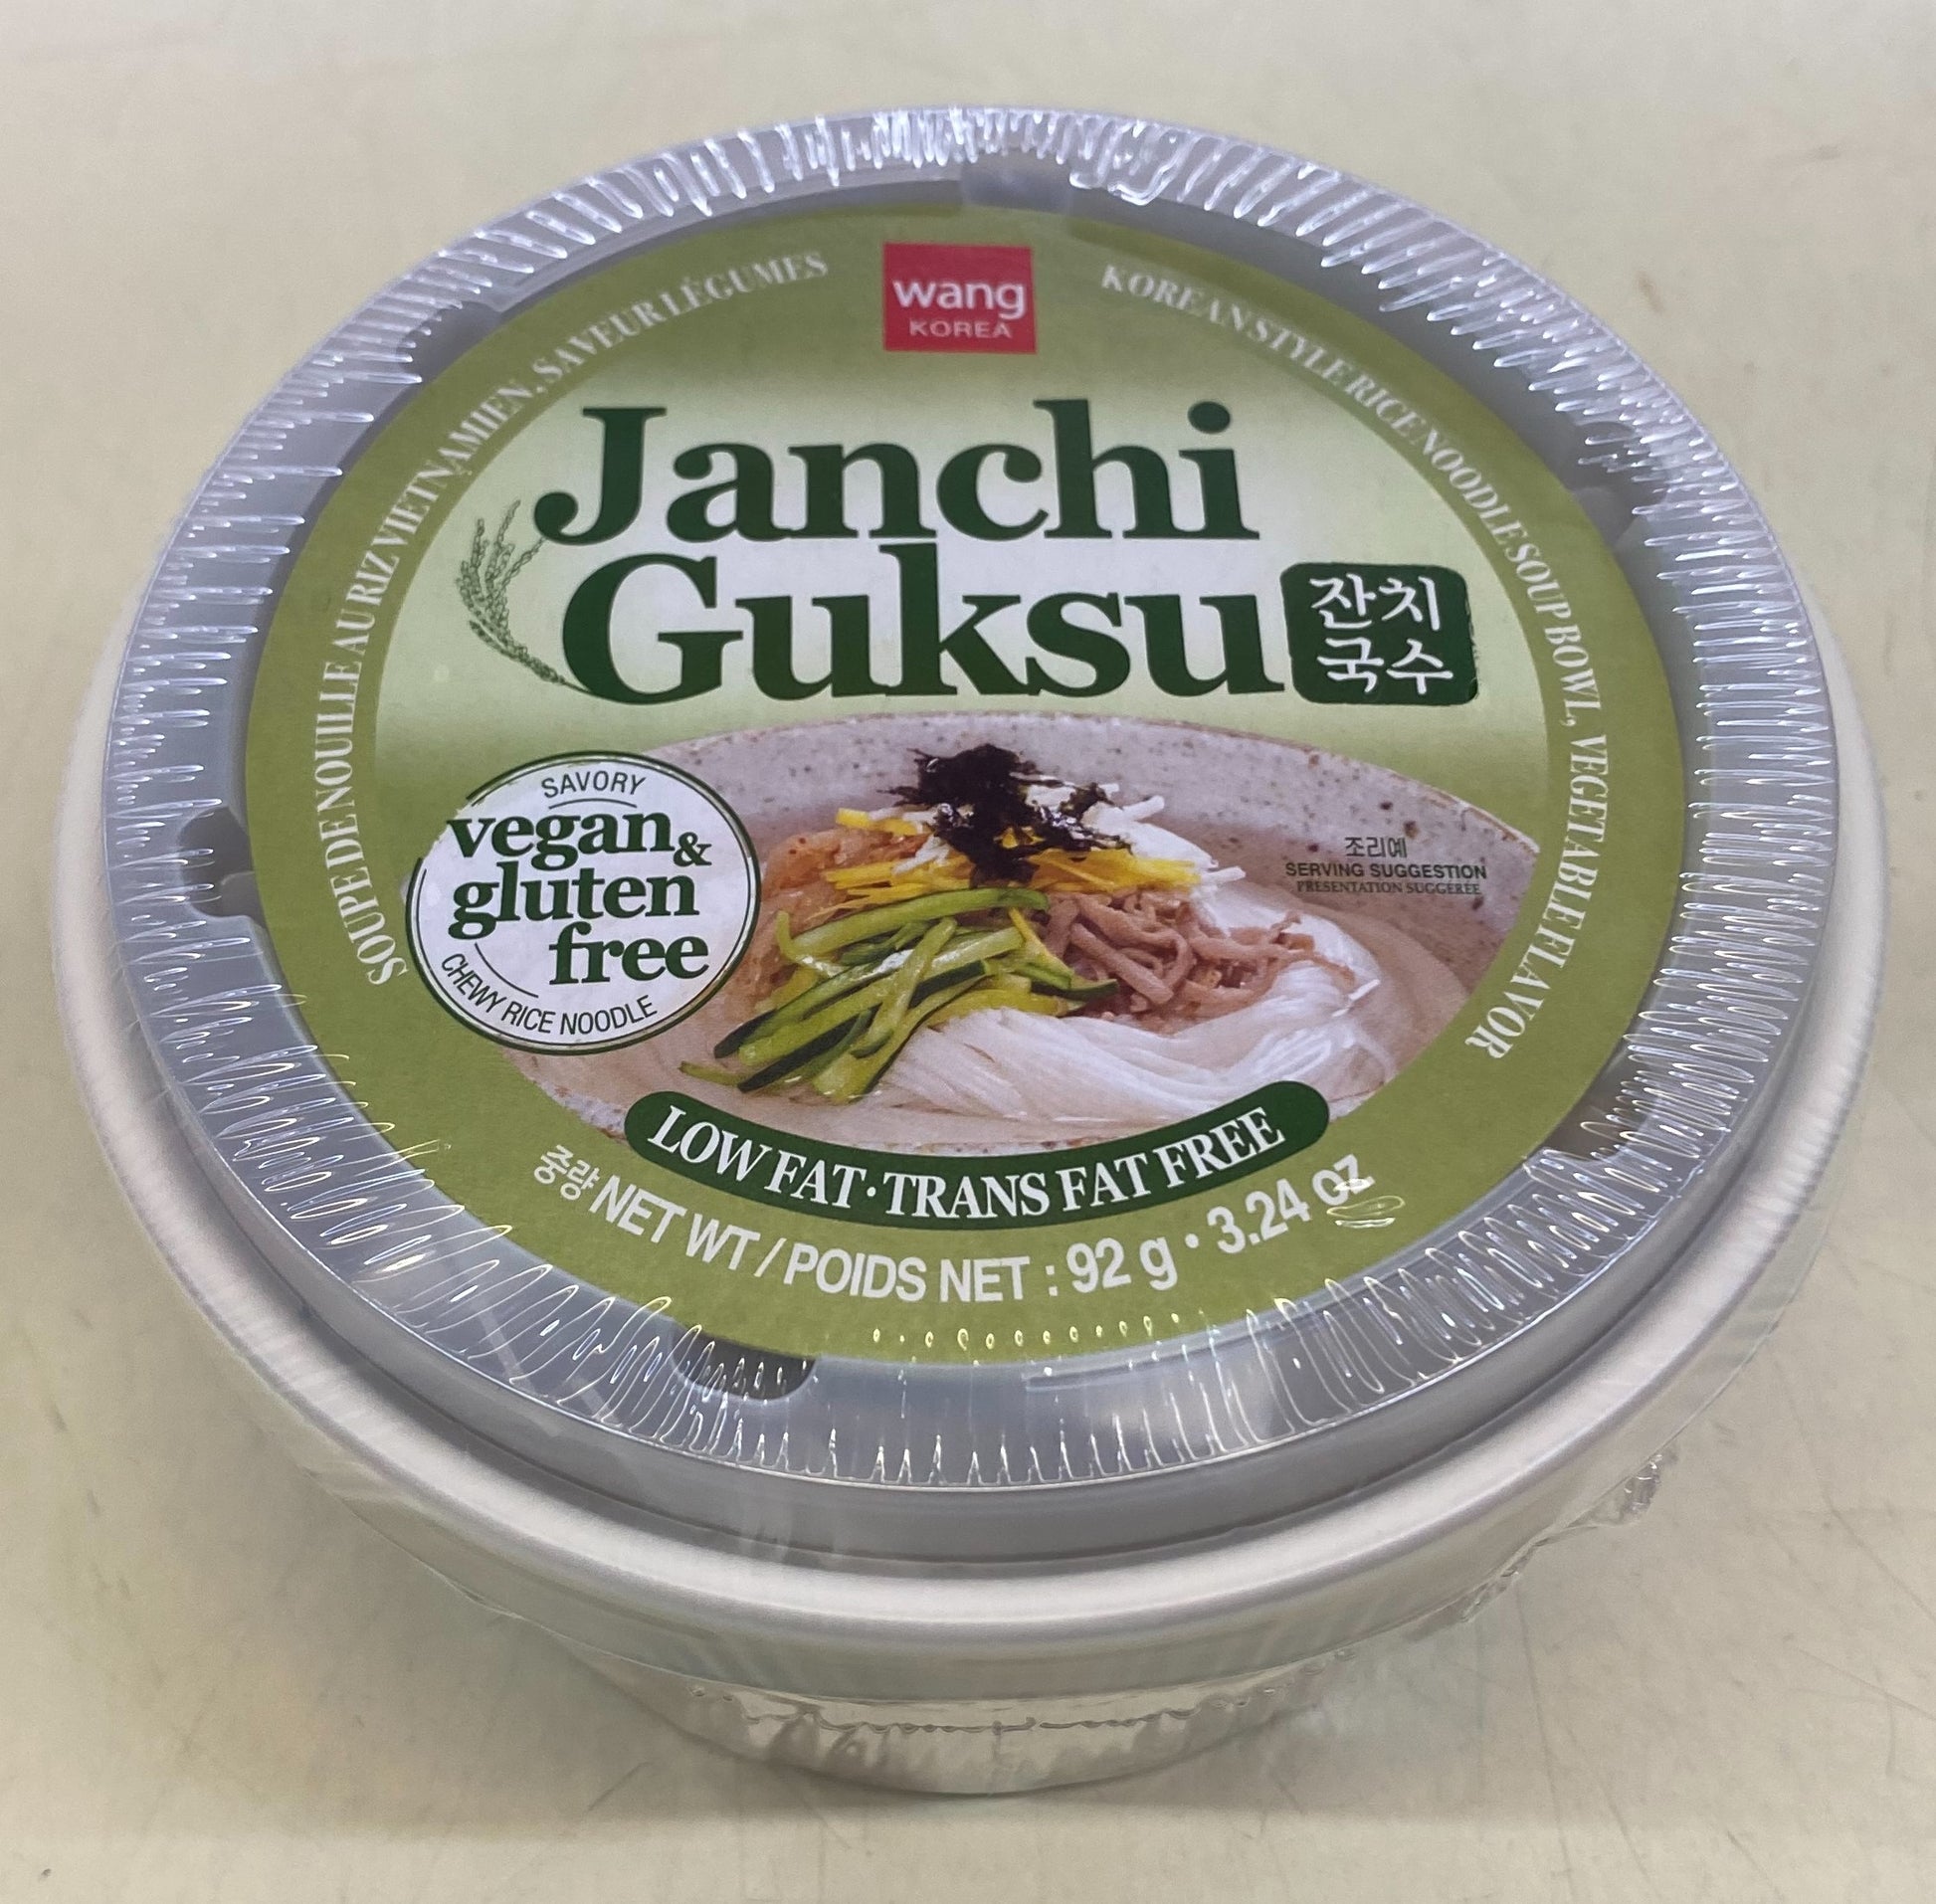 wang
KOREA
SOUPE DE NOUILLE AU RIZ VIETNAMIEN, SAVEUR LÉGUMES
KOREAN STYLE RICE NOODLE SOUP BOWL, VEGETABLE FLAVOR
Janchi
Guksu
잔치
국수
SAVORY
vegan &
gluten
free
CHEWY RICE NOODLE
조리예
SERVING SUGGESTION
PRESENTATION SUGGÉRÉE
LOW FAT · TRANS FAT FREE
중량 NET WT / POIDS NET : 92 g · 3.24 oz